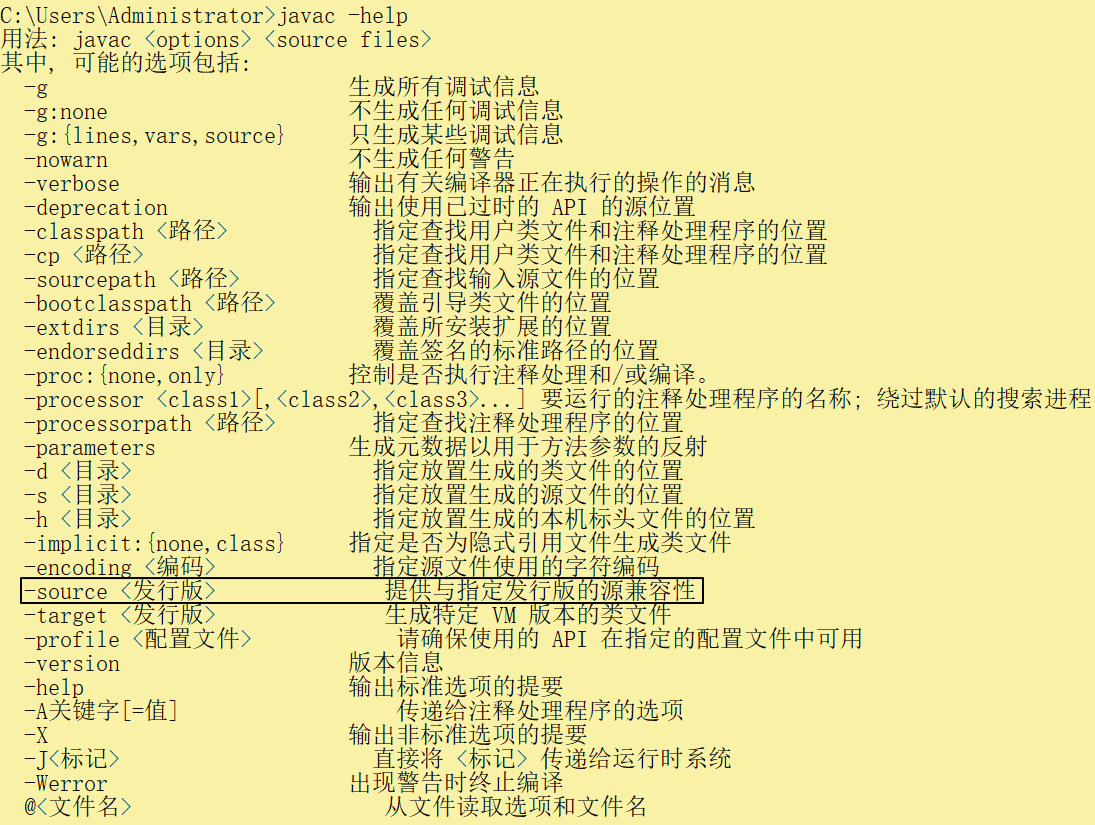 C:\Users\Administrator>javac -help
用法: javac <options> <source files>
其中, 可能的选项包括:
-g 生成所有调试信息
-g:none 不生成任何调试信息
-g:{lines,vars,source} 只生成某些调试信息
-nowarn 不生成任何警告
-verbose 输出有关编译器正在执行的操作的消息
-deprecation 输出使用已过时的 API 的源位置
-classpath <路径> 指定查找用户类文件和注释处理程序的位置
-cp <路径> 指定查找用户类文件和注释处理程序的位置
-sourcepath <路径> 指定查找输入源文件的位置
-bootclasspath <路径> 覆盖引导类文件的位置
-extdirs <目录> 覆盖所安装扩展的位置
-endorseddirs <目录> 覆盖签名的标准路径的位置
-proc:{none,only} 控制是否执行注释处理和/或编译。
-processor <class1>[,<class2>,<class3>...] 要运行的注释处理程序的名称; 绕过默认的搜索进程
-processorpath <路径> 指定查找注释处理程序的位置
-parameters 生成元数据以用于方法参数的反射
-d <目录> 指定放置生成的类文件的位置
-s <目录> 指定放置生成的源文件的位置
-h <目录> 指定放置生成的本机标头文件的位置
-implicit:{none,class} 指定是否为隐式引用文件生成类文件
-encoding <编码> 指定源文件使用的字符编码
-source <发行版> 提供与指定发行版的源兼容性
-target <发行版> 生成特定 VM 版本的类文件
-profile <配置文件> 请确保使用的 API 在指定的配置文件中可用
-version 版本信息
-help 输出标准选项的提要
-A关键字[=值] 传递给注释处理程序的选项
-X 输出非标准选项的提要
-J<标记> 直接将 <标记> 传递给运行时系统
-Werror 出现警告时终止编译
@<文件名> 从文件读取选项和文件名